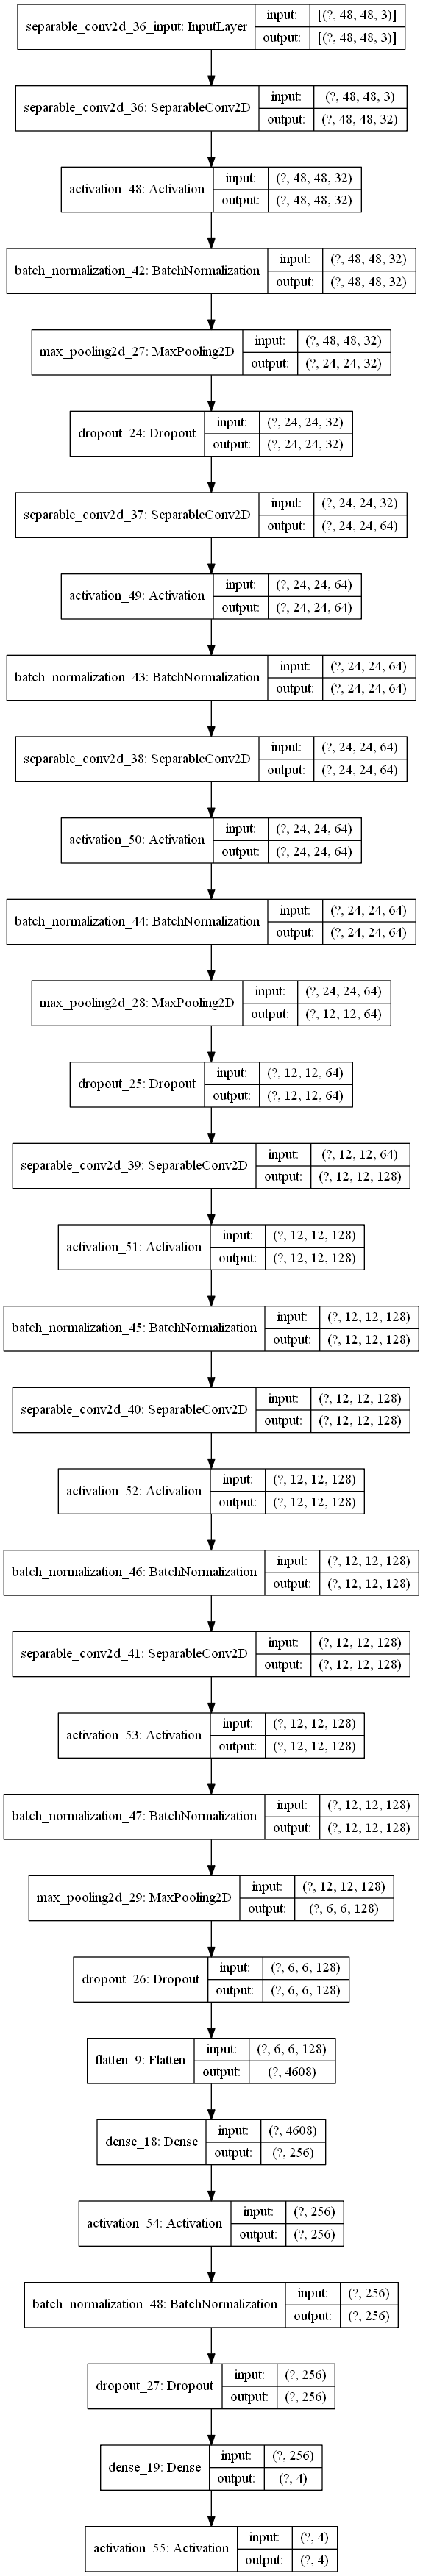 separable_conv2d_36_input: InputLayer
input: [(?, 48, 48, 3)]
output: [(?, 48, 48, 3)]
separable_conv2d_36: SeparableConv2D
input: (?, 48, 48, 3)
output: (?, 48, 48, 32)
activation_48: Activation
input: (?, 48, 48, 32)
output: (?, 48, 48, 32)
batch_normalization_42: BatchNormalization
input: (?, 48, 48, 32)
output: (?, 48, 48, 32)
max_pooling2d_27: MaxPooling2D
input: (?, 48, 48, 32)
output: (?, 24, 24, 32)
dropout_24: Dropout
input: (?, 24, 24, 32)
output: (?, 24, 24, 32)
separable_conv2d_37: SeparableConv2D
input: (?, 24, 24, 32)
output: (?, 24, 24, 64)
activation_49: Activation
input: (?, 24, 24, 64)
output: (?, 24, 24, 64)
batch_normalization_43: BatchNormalization
input: (?, 24, 24, 64)
output: (?, 24, 24, 64)
separable_conv2d_38: SeparableConv2D
input: (?, 24, 24, 64)
output: (?, 24, 24, 64)
activation_50: Activation
input: (?, 24, 24, 64)
output: (?, 24, 24, 64)
batch_normalization_44: BatchNormalization
input: (?, 24, 24, 64)
output: (?, 24, 24, 64)
max_pooling2d_28: MaxPooling2D
input: (?, 24, 24, 64)
output: (?, 12, 12, 64)
dropout_25: Dropout
input: (?, 12, 12, 64)
output: (?, 12, 12, 64)
separable_conv2d_39: SeparableConv2D
input: (?, 12, 12, 64)
output: (?, 12, 12, 128)
activation_51: Activation
input: (?, 12, 12, 128)
output: (?, 12, 12, 128)
batch_normalization_45: BatchNormalization
input: (?, 12, 12, 128)
output: (?, 12, 12, 128)
separable_conv2d_40: SeparableConv2D
input: (?, 12, 12, 128)
output: (?, 12, 12, 128)
activation_52: Activation
input: (?, 12, 12, 128)
output: (?, 12, 12, 128)
batch_normalization_46: BatchNormalization
input: (?, 12, 12, 128)
output: (?, 12, 12, 128)
separable_conv2d_41: SeparableConv2D
input: (?, 12, 12, 128)
output: (?, 12, 12, 128)
activation_53: Activation
input: (?, 12, 12, 128)
output: (?, 12, 12, 128)
batch_normalization_47: BatchNormalization
input: (?, 12, 12, 128)
output: (?, 12, 12, 128)
max_pooling2d_29: MaxPooling2D
input: (?, 12, 12, 128)
output: (?, 6, 6, 128)
dropout_26: Dropout
input: (?, 6, 6, 128)
output: (?, 6, 6, 128)
flatten_9: Flatten
input: (?, 6, 6, 128)
output: (?, 4608)
dense_18: Dense
input: (?, 4608)
output: (?, 256)
activation_54: Activation
input: (?, 256)
output: (?, 256)
batch_normalization_48: BatchNormalization
input: (?, 256)
output: (?, 256)
dropout_27: Dropout
input: (?, 256)
output: (?, 256)
dense_19: Dense
input: (?, 256)
output: (?, 4)
activation_55: Activation
input: (?, 4)
output: (?, 4)